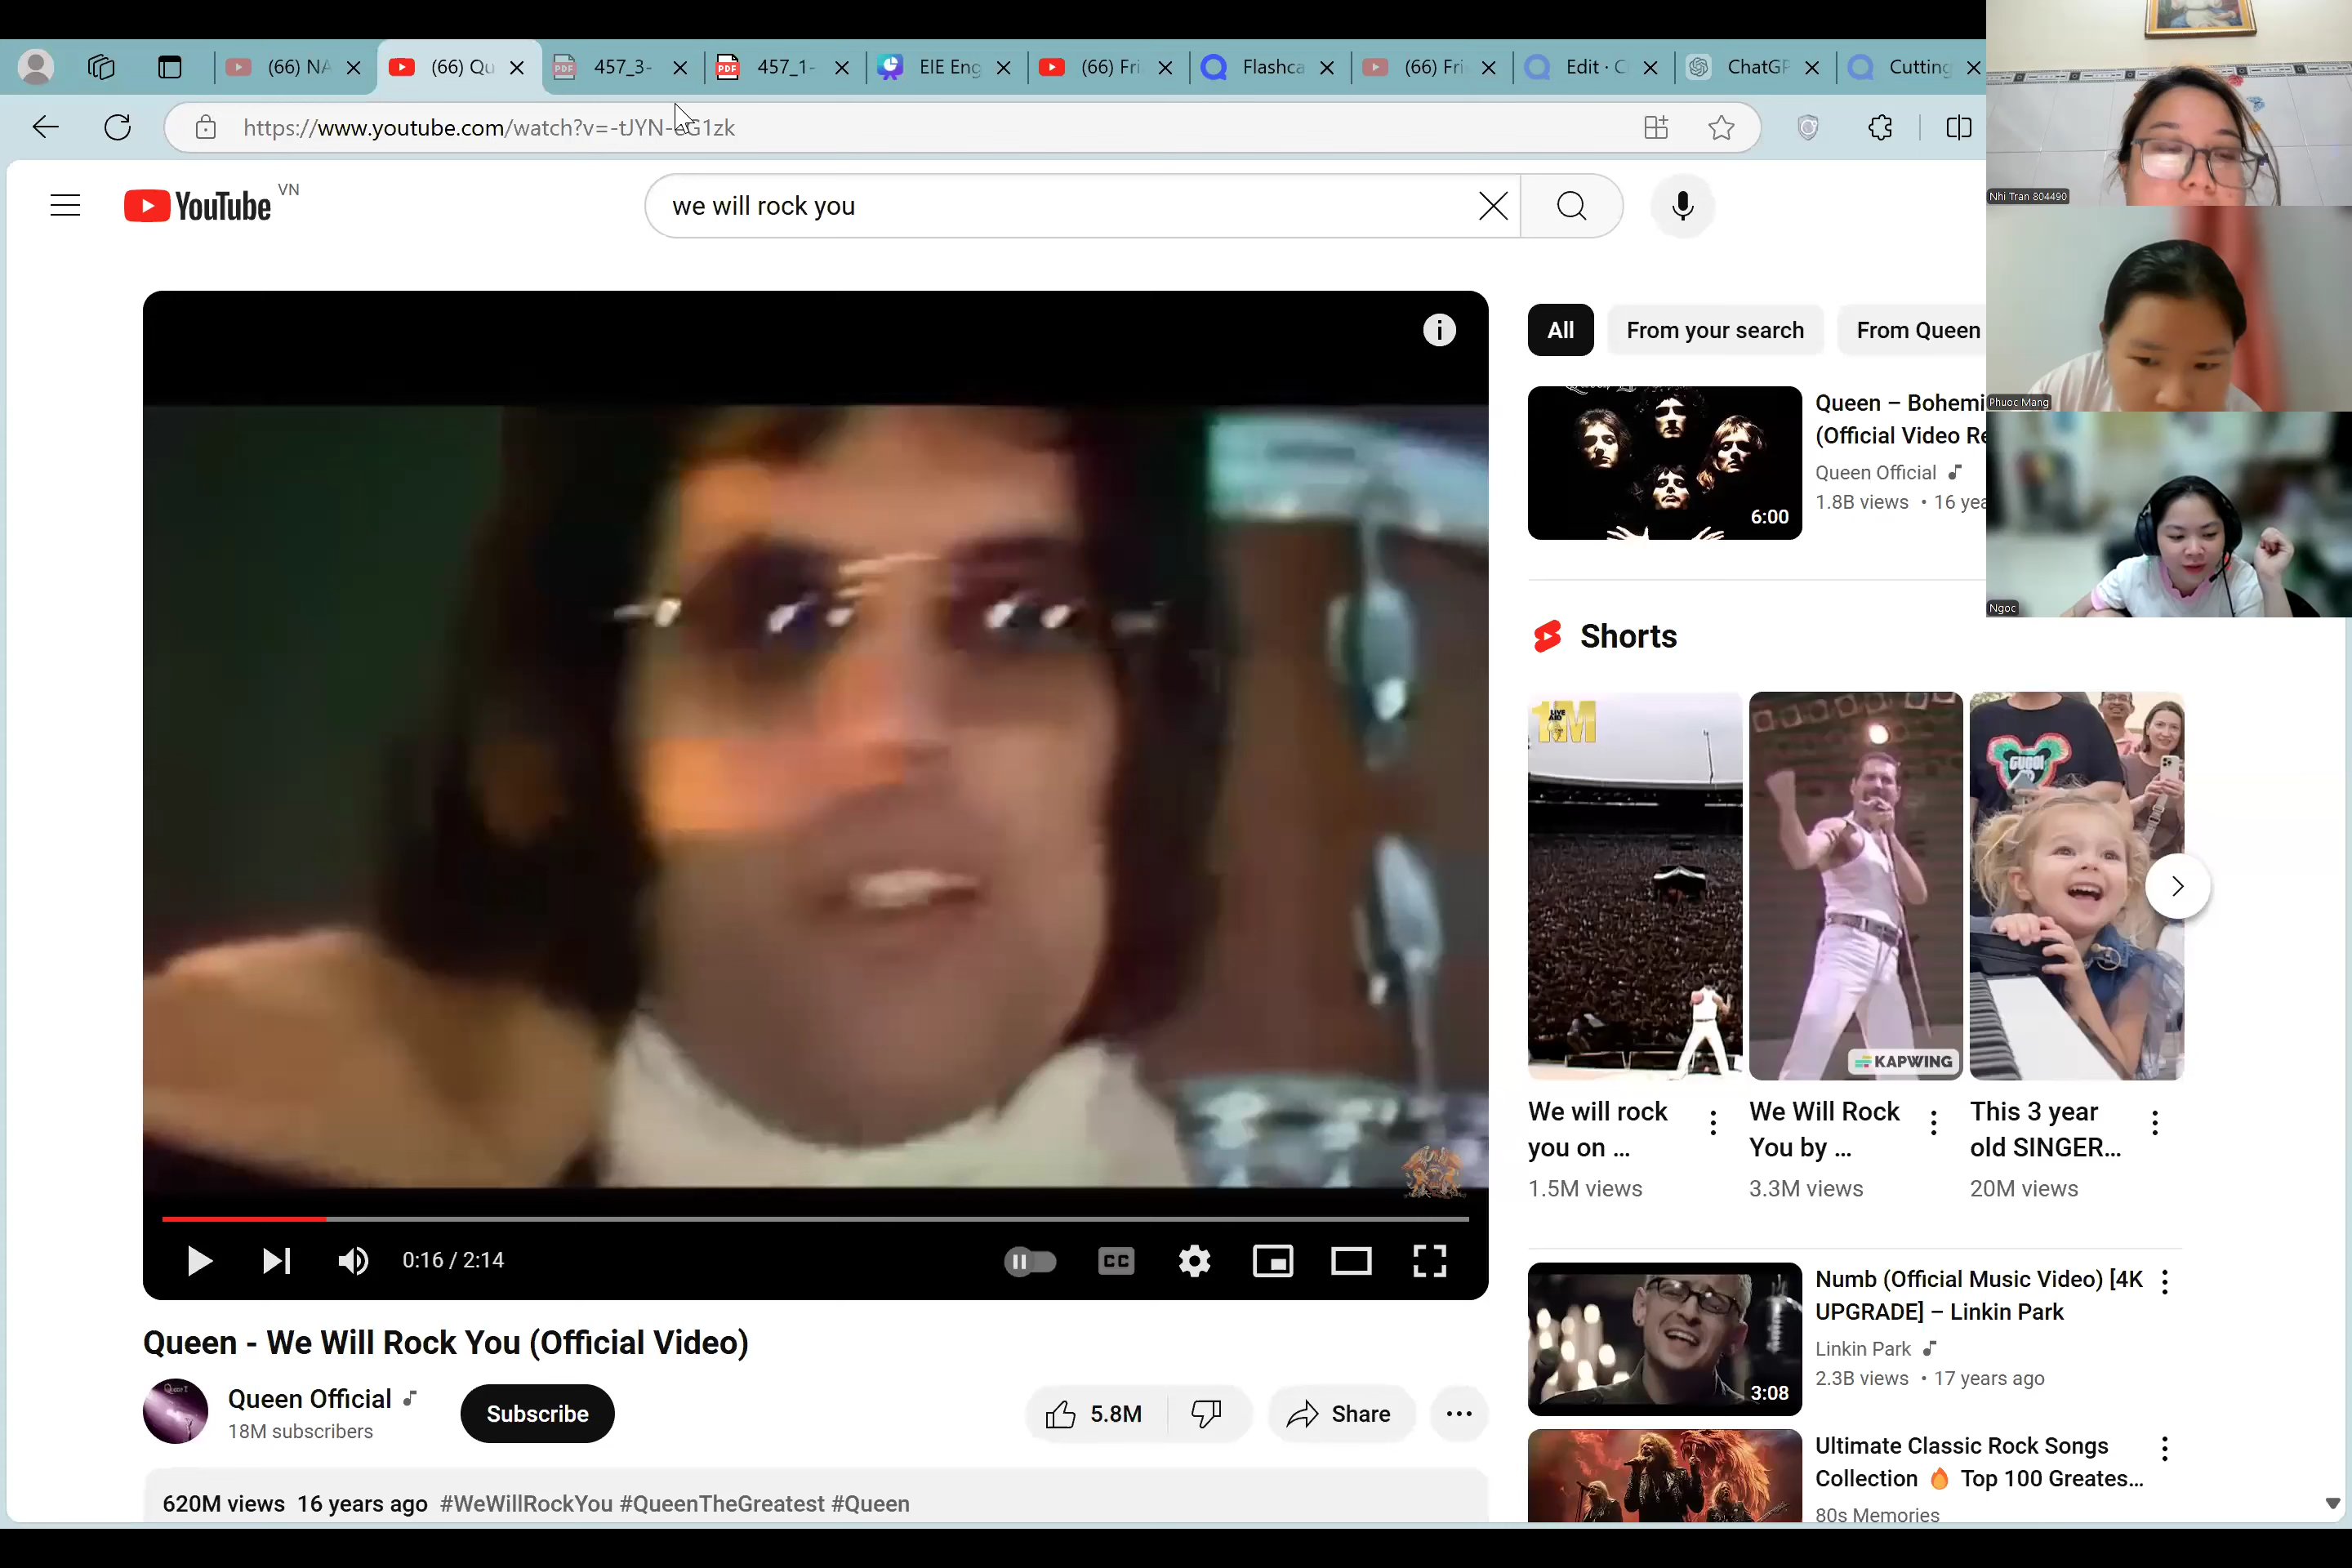 (66) NA
(66) Qu
457_3-
457_1-
EIE Eng
(66) Fri
Flashca
(66) Fri
Edit · C
ChatGP
Cutting
https://www.youtube.com/watch?v=-tJYN-eG1zk
YouTube VN
we will rock you
All
From your search
From Queen
Queen – Bohemi
(Official Video Re
Queen Official
1.8B views • 16 yea
6:00
Nhi Tran 804490
Phuoc Mang
Ngoc
Shorts
1M
LIVE AID
GUCCI
KAPWING
We will rock
you on ...
1.5M views
We Will Rock
You by ...
3.3M views
This 3 year
old SINGER...
20M views
0:16 / 2:14
CC
Queen - We Will Rock You (Official Video)
Queen Official
18M subscribers
Subscribe
5.8M
Share
620M views 16 years ago #WeWillRockYou #QueenTheGreatest #Queen
Numb (Official Music Video) [4K
UPGRADE] – Linkin Park
Linkin Park
2.3B views • 17 years ago
3:08
Ultimate Classic Rock Songs
Collection 🔥 Top 100 Greates...
80s Memories